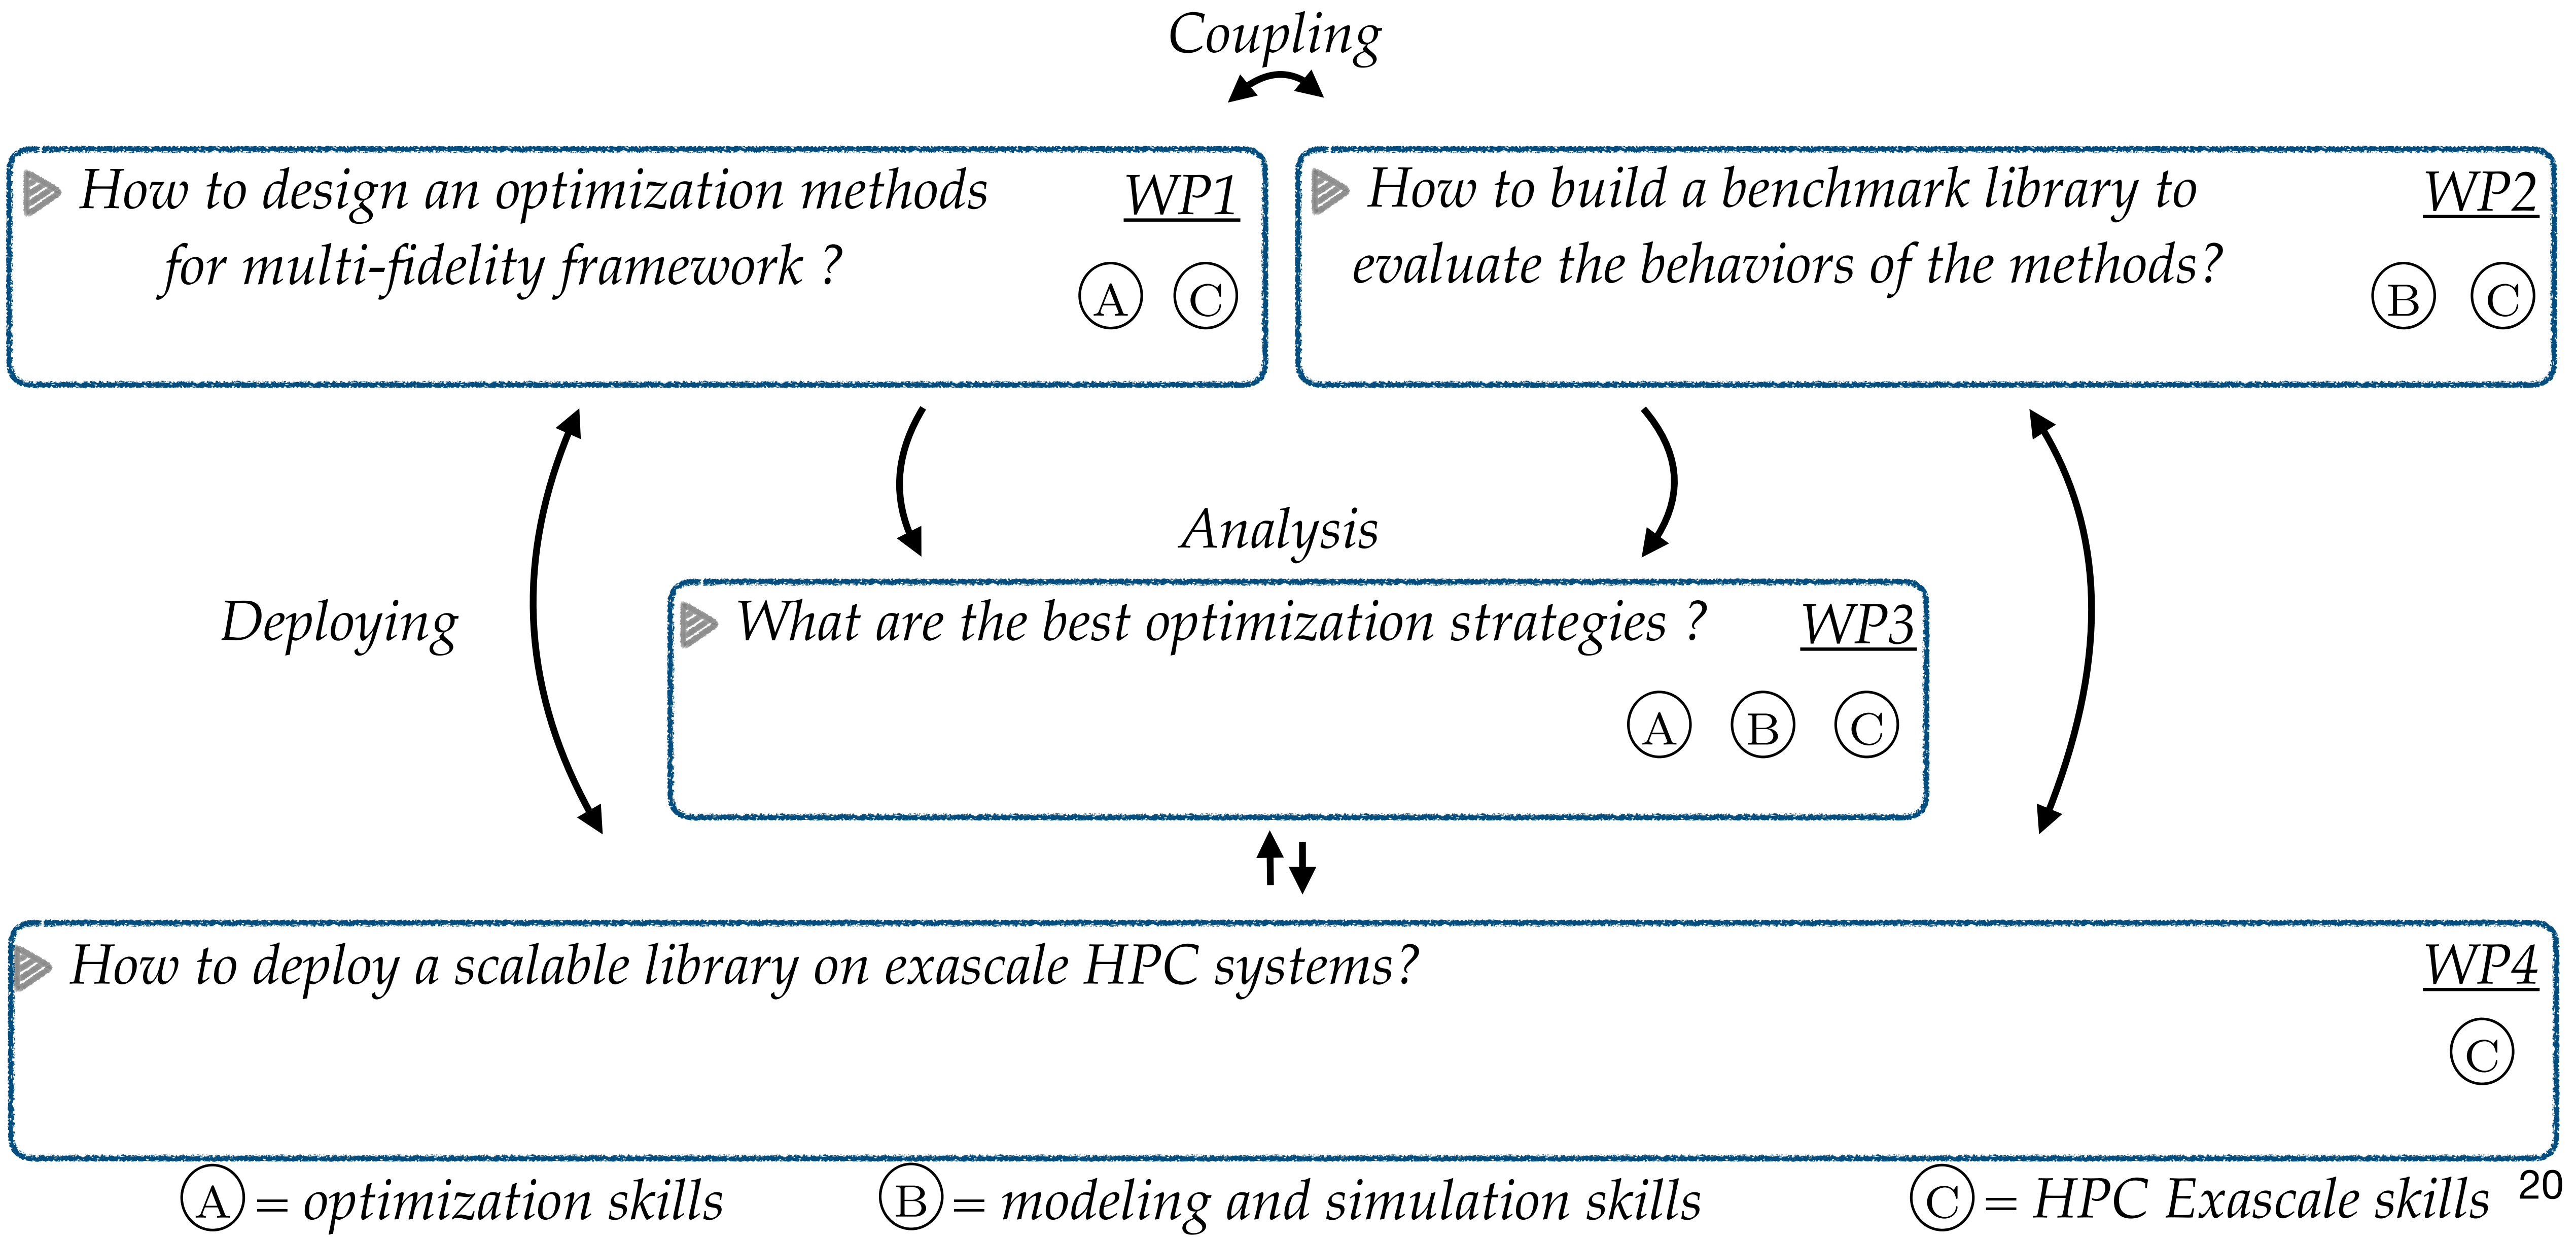 Coupling
How to design an optimization methods
for multi-fidelity framework ?
WP1
A C
How to build a benchmark library to
evaluate the behaviors of the methods?
WP2
B C
Analysis
Deploying
What are the best optimization strategies ?
WP3
A B C
How to deploy a scalable library on exascale HPC systems?
WP4
C
A = optimization skills
B = modeling and simulation skills
C = HPC Exascale skills
20